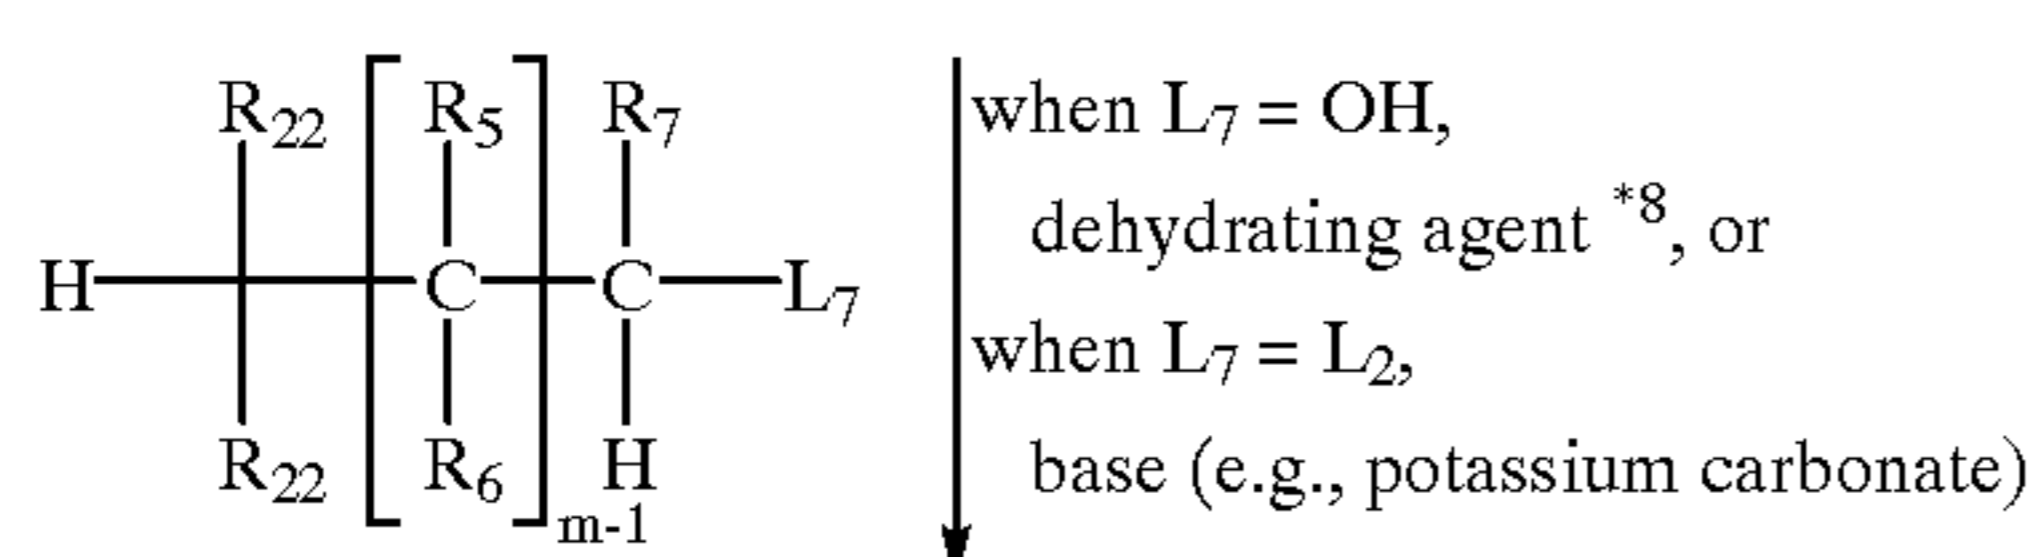 R22 R5 R7
H C C L7
R22 R6 H
m-1
when L7 = OH,
dehydrating agent *8, or
when L7 = L2,
base (e.g., potassium carbonate)